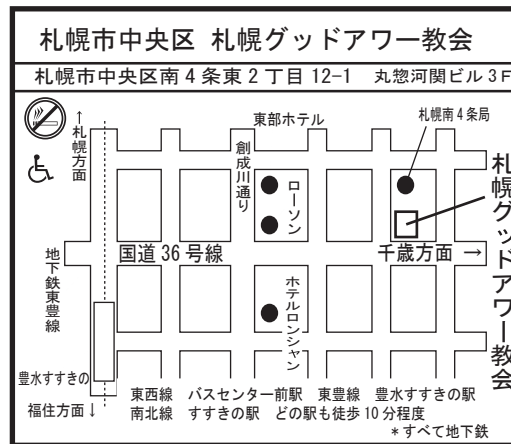 札幌市中央区 札幌グッドアワー教会
札幌市中央区南4条東2丁目12-1 丸惣河関ビル3F
↑札幌方面
東部ホテル
札幌南4条局
創成川通り
ローソン
札幌グッドアワー教会
国道36号線
千歳方面 →
地下鉄東豊線
ホテルロンシャン
豊水すすきの
福住方面↓
東西線 バスセンター前駅 東豊線 豊水すすきの駅
南北線 すすきの駅 どの駅も徒歩10分程度
*すべて地下鉄